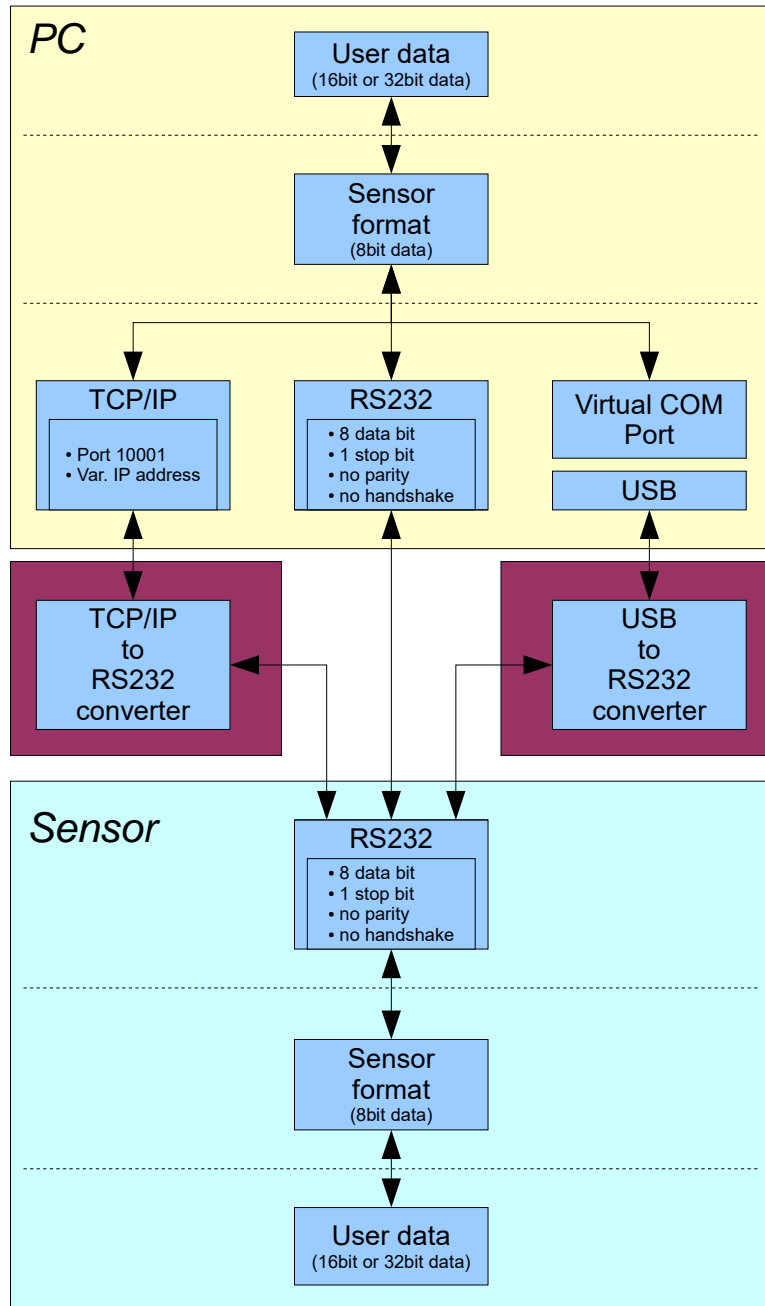 PC
User data
(16bit or 32bit data)
Sensor
format
(8bit data)
TCP/IP
• Port 10001
• Var. IP address
RS232
• 8 data bit
• 1 stop bit
• no parity
• no handshake
Virtual COM
Port
USB
TCP/IP
to
RS232
converter
USB
to
RS232
converter
Sensor
RS232
• 8 data bit
• 1 stop bit
• no parity
• no handshake
Sensor
format
(8bit data)
User data
(16bit or 32bit data)